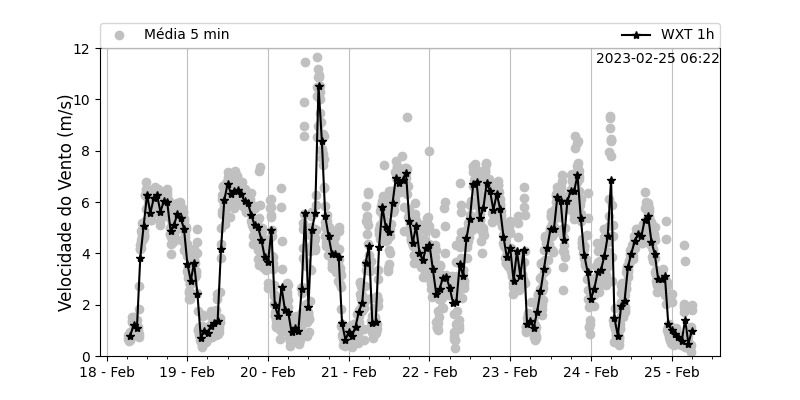 Média 5 min
WXT 1h
2023-02-25 06:22
Velocidade do Vento (m/s)
12
10
8
6
4
2
0
18 - Feb 19 - Feb 20 - Feb 21 - Feb 22 - Feb 23 - Feb 24 - Feb 25 - Feb